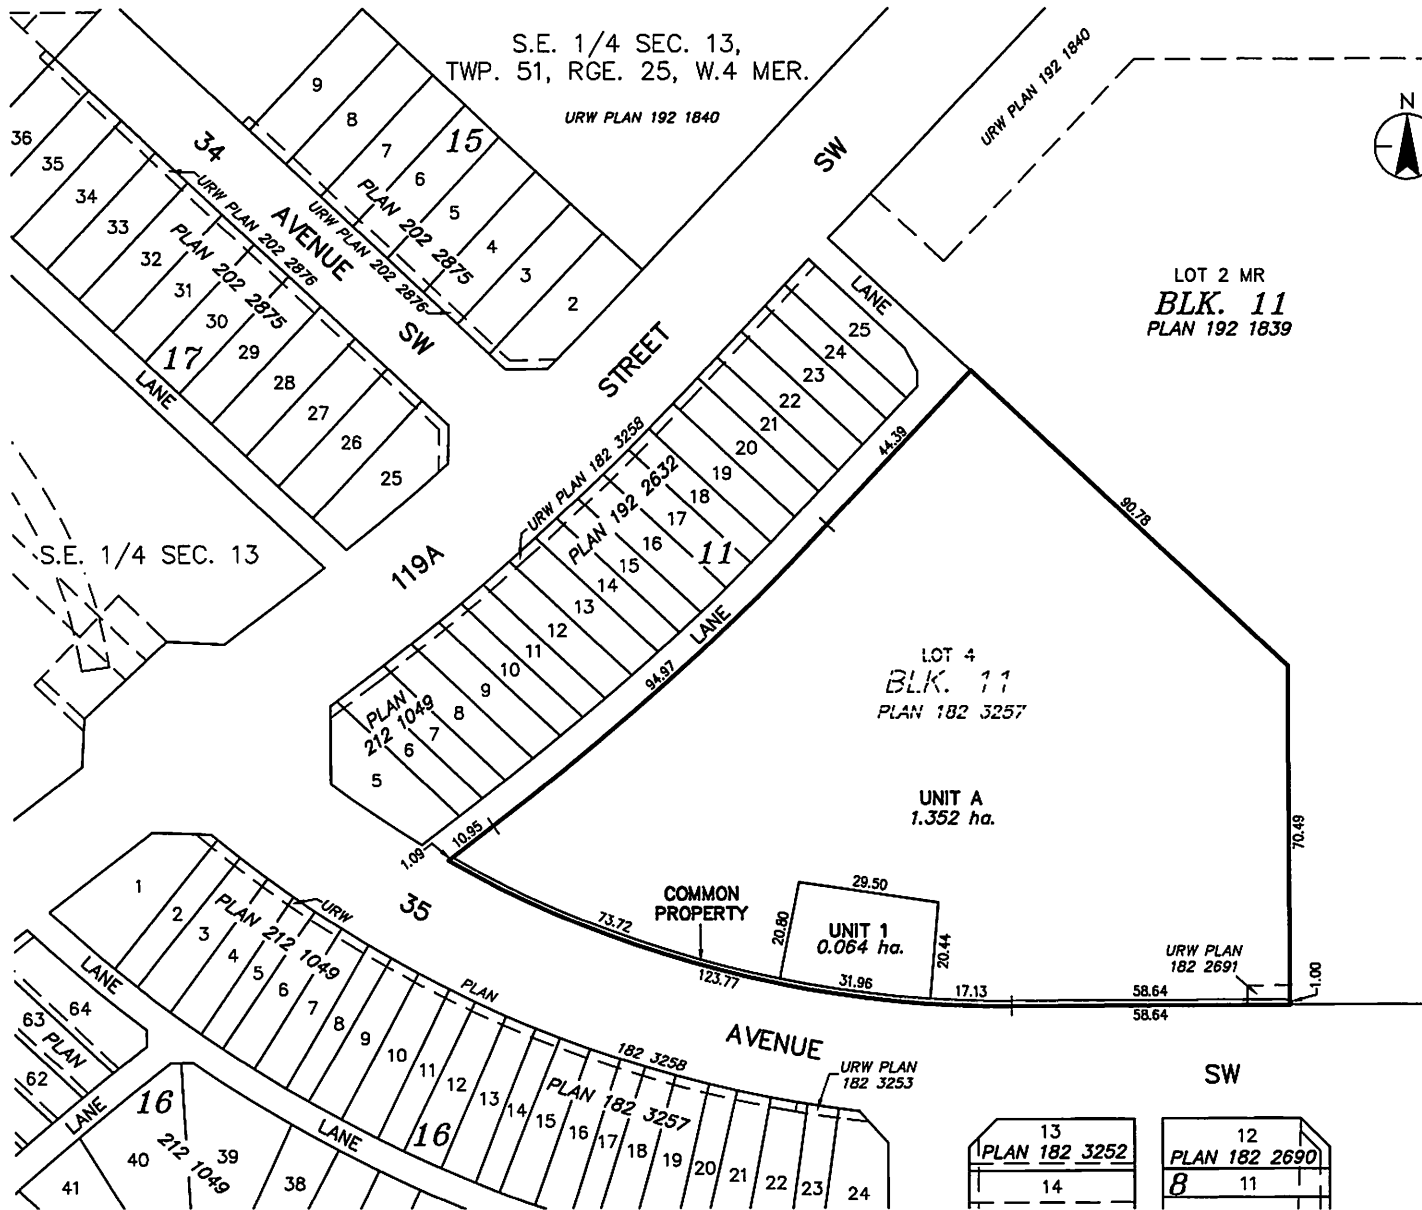 S.E. 1/4 SEC. 13,
TWP. 51, RGE. 25, W.4 MER.
URW PLAN 192 1840
URW PLAN 192 1840
N
9
8
7
6
5
4
3
2
15
PLAN 202 2875
URW PLAN 202 2876
34
AVENUE
SW
36
35
34
33
32
31
30
29
28
27
26
25
17
PLAN 202 2875
URW PLAN 202 2876
LANE
SW
STREET
119A
LOT 2 MR
BLK. 11
PLAN 192 1839
LANE
25
24
23
22
21
20
19
18
17
16
15
14
13
12
11
10
9
8
7
6
5
11
URW PLAN 182 3258
PLAN 192 2632
PLAN
212 1049
LANE
S.E. 1/4 SEC. 13
44.39
90.78
94.97
10.95
1.09
70.49
LOT 4
BLK. 11
PLAN 182 3257
UNIT A
1.352 ha.
COMMON
PROPERTY
29.50
20.80
UNIT 1
0.064 ha.
20.44
73.72
123.77
31.96
17.13
58.64
58.64
1.00
URW PLAN
182 2691
35
AVENUE
SW
1
2
3
4
5
6
7
8
9
10
11
12
13
14
15
16
17
18
19
20
21
22
23
24
PLAN 212 1049
URW
PLAN
182 3258
PLAN 182 3257
URW PLAN
182 3253
16
LANE
LANE
64
63
62
PLAN
LANE
16
212 1049
41
40
39
38
13
PLAN 182 3252
14
12
PLAN 182 2690
8
11